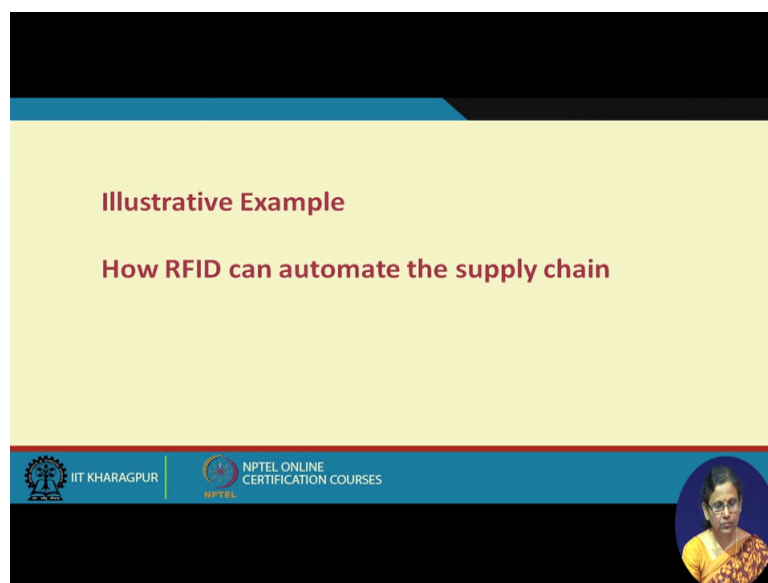 Illustrative Example
How RFID can automate the supply chain
IIT KHARAGPUR
NPTEL ONLINE
CERTIFICATION COURSES
NPTEL